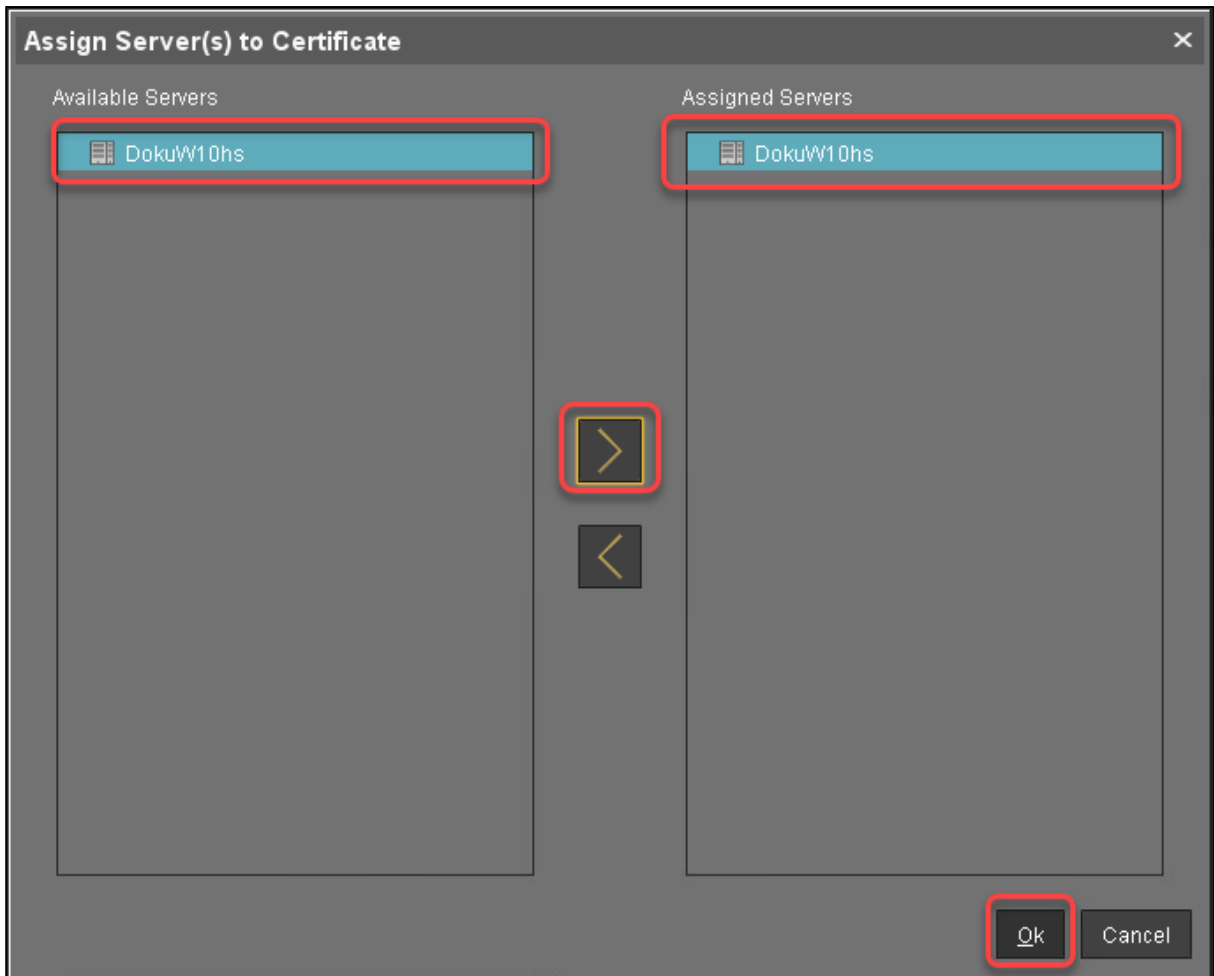 Assign Server(s) to Certificate
Available Servers
Assigned Servers
DokuW10hs
DokuW10hs
Ok
Cancel